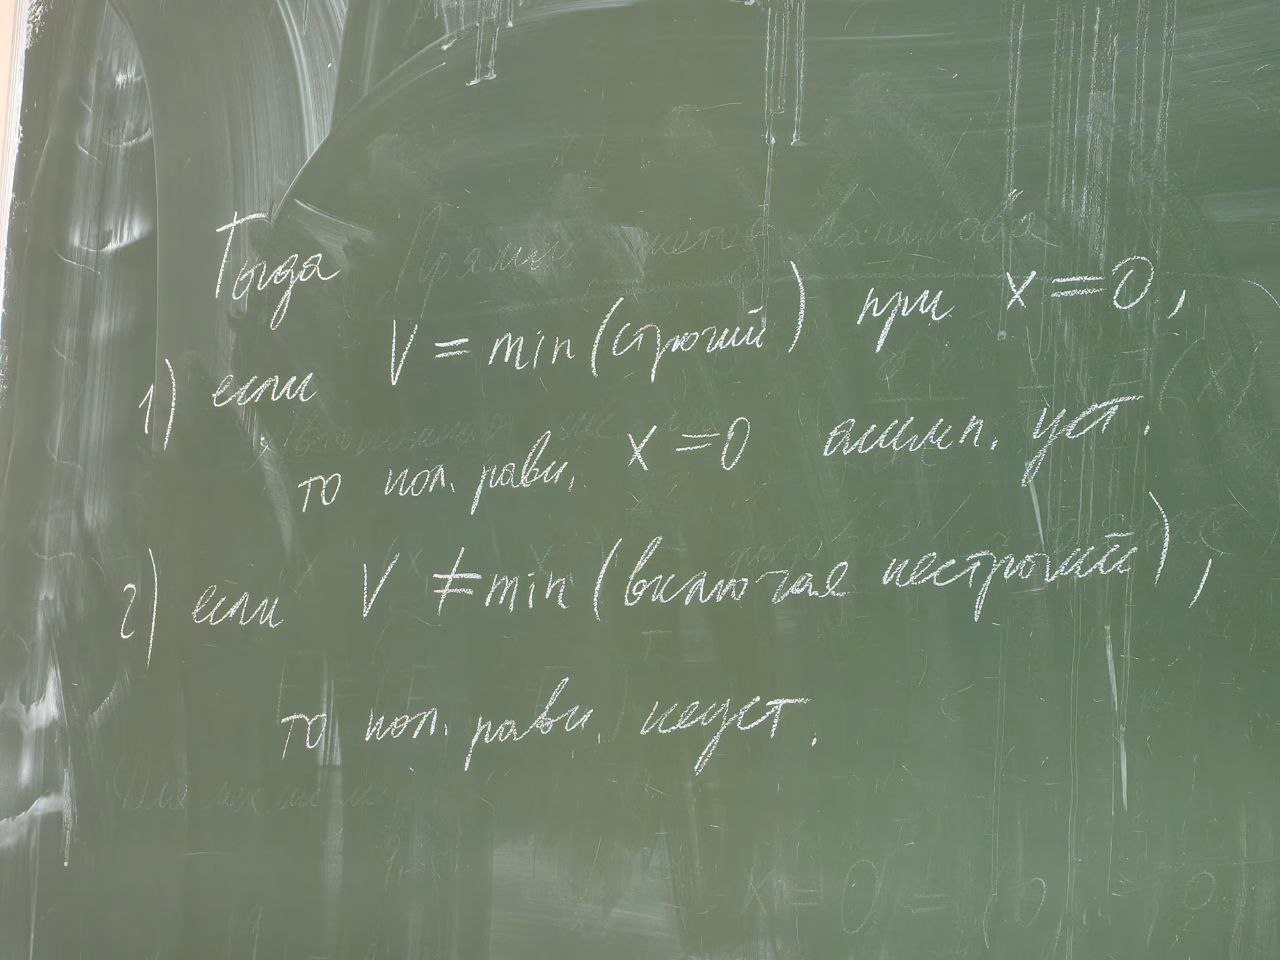 Тогда
1) если V = min (строгий) при x = 0,
то пол. равн. x = 0 асимп. уст.
2) если V ≠ min (включая нестрогий),
то пол. равн. неуст.